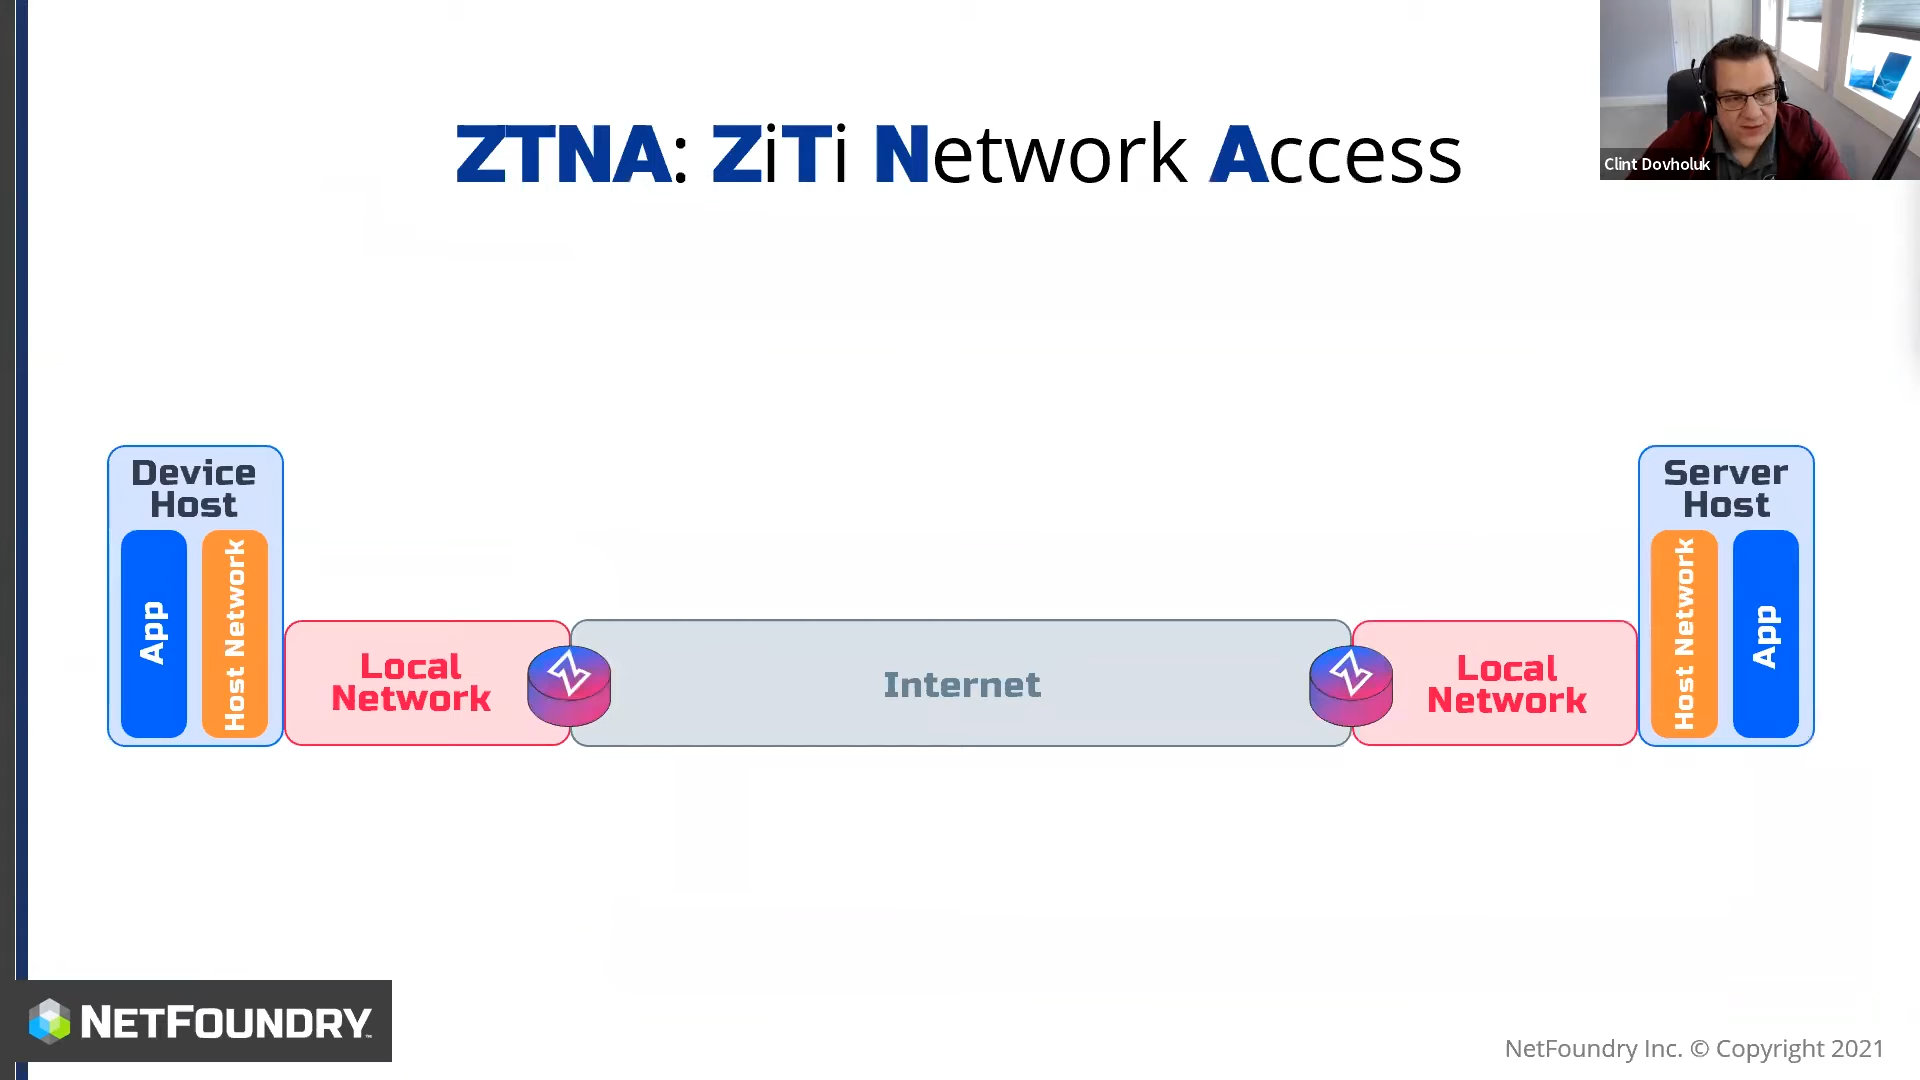 ZTNA: ZiTi Network Access
Clint Dovholuk
Device
Host
App
Host Network
Local
Network
Internet
Local
Network
Server
Host
Host Network
App
NETFOUNDRY™
NetFoundry Inc. © Copyright 2021